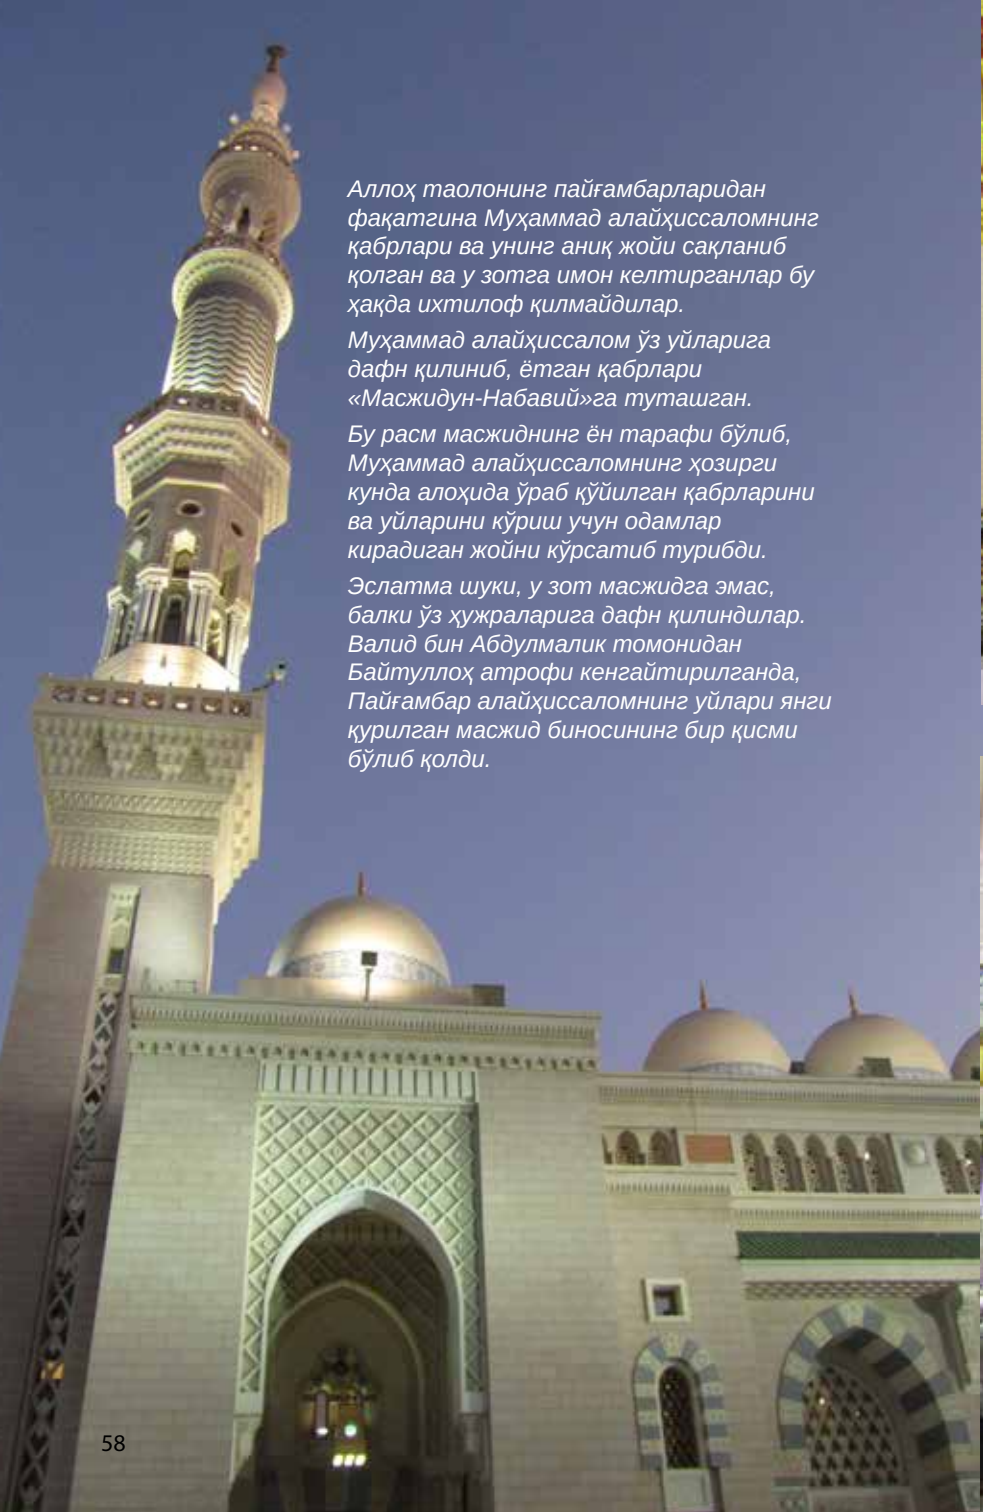 Аллоҳ таолонинг пайғамбарларидан
фақатгина Муҳаммад алайҳиссаломнинг
қабрлари ва унинг аниқ жойи сақланиб
қолган ва у зотга имон келтирганлар бу
ҳақда ихтилоф қилмайдилар.
Муҳаммад алайҳиссалом ўз уйларига
дафн қилиниб, ётган қабрлари
«Масжидун-Набавий»га туташган.
Бу расм масжиднинг ён тарафи бўлиб,
Муҳаммад алайҳиссаломнинг ҳозирги
кунда алоҳида ўраб қўйилган қабрларини
ва уйларини кўриш учун одамлар
кирадиган жойни кўрсатиб турибди.
Эслатма шуки, у зот масжидга эмас,
балки ўз ҳужраларига дафн қилиндилар.
Валид бин Абдулмалик томонидан
Байтуллоҳ атрофи кенгайтирилганда,
Пайғамбар алайҳиссаломнинг уйлари янги
қурилган масжид биносининг бир қисми
бўлиб қолди.
58